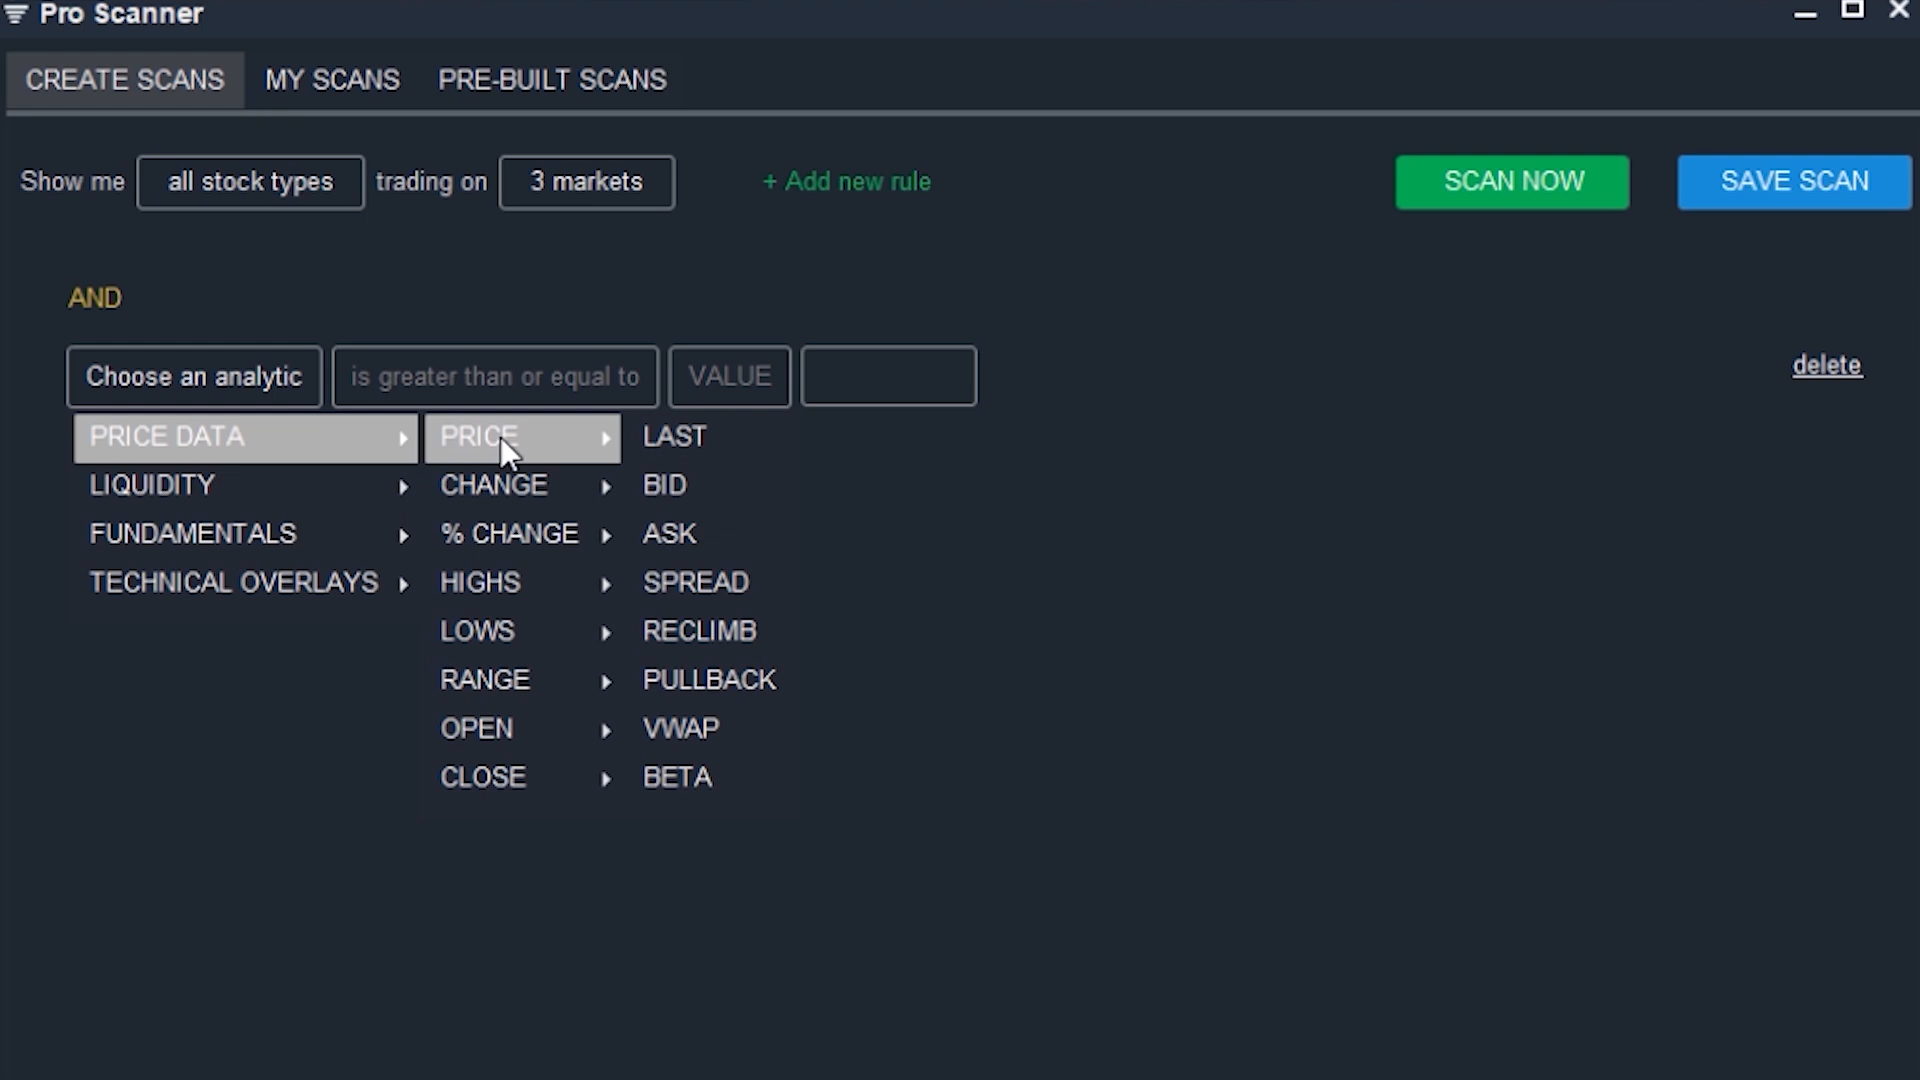 Pro Scanner
CREATE SCANS MY SCANS PRE-BUILT SCANS
Show me all stock types trading on 3 markets + Add new rule SCAN NOW SAVE SCAN
AND
Choose an analytic is greater than or equal to VALUE delete
PRICE DATA PRICE LAST
LIQUIDITY CHANGE BID
FUNDAMENTALS % CHANGE ASK
TECHNICAL OVERLAYS HIGHS SPREAD
LOWS RECLIMB
RANGE PULLBACK
OPEN VWAP
CLOSE BETA